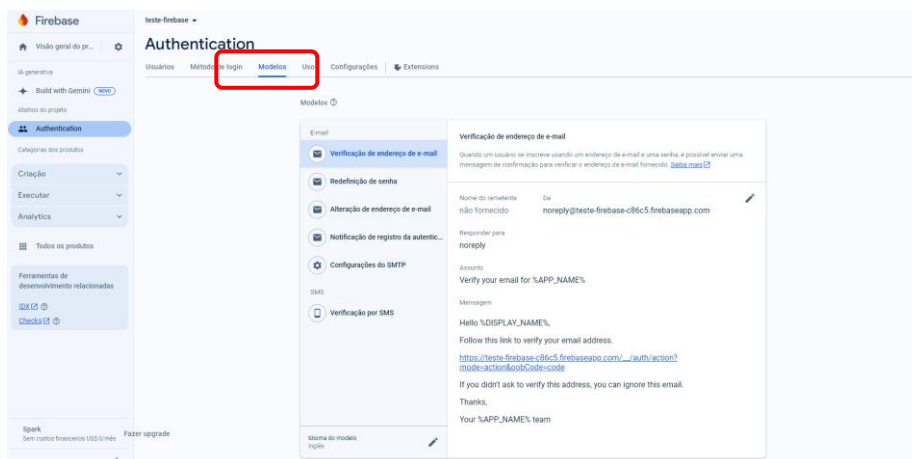 Firebase
teste-firebase
Visão geral do pr...
Authentication
Usuários Método de login Modelos Uso Configurações Extensions
IA generativa
Build with Gemini NOVO
Atalhos do projeto
Authentication
Categorias dos produtos
Criação
Executar
Analytics
Todos os produtos
Ferramentas de
desenvolvimento relacionadas
IDX
Checks
Spark
Sem custos financeiros US$ 0/mês
Fazer upgrade
Modelos
E-mail
Verificação de endereço de e-mail
Redefinição de senha
Alteração de endereço de e-mail
Notificação de registro da autentic...
Configurações do SMTP
SMS
Verificação por SMS
Idioma do modelo
inglês
Verificação de endereço de e-mail
Quando um usuário se inscreve usando um endereço de e-mail e uma senha, é possível enviar uma
mensagem de confirmação para verificar o endereço de e-mail fornecido. Saiba mais
Nome do remetente De
não fornecido noreply@teste-firebase-c86c5.firebaseapp.com
Responder para
noreply
Assunto
Verify your email for %APP_NAME%
Mensagem
Hello %DISPLAY_NAME%,
Follow this link to verify your email address.
https://teste-firebase-c86c5.firebaseapp.com/__/auth/action?
mode=action&oobCode=code
If you didn't ask to verify this address, you can ignore this email.
Thanks,
Your %APP_NAME% team